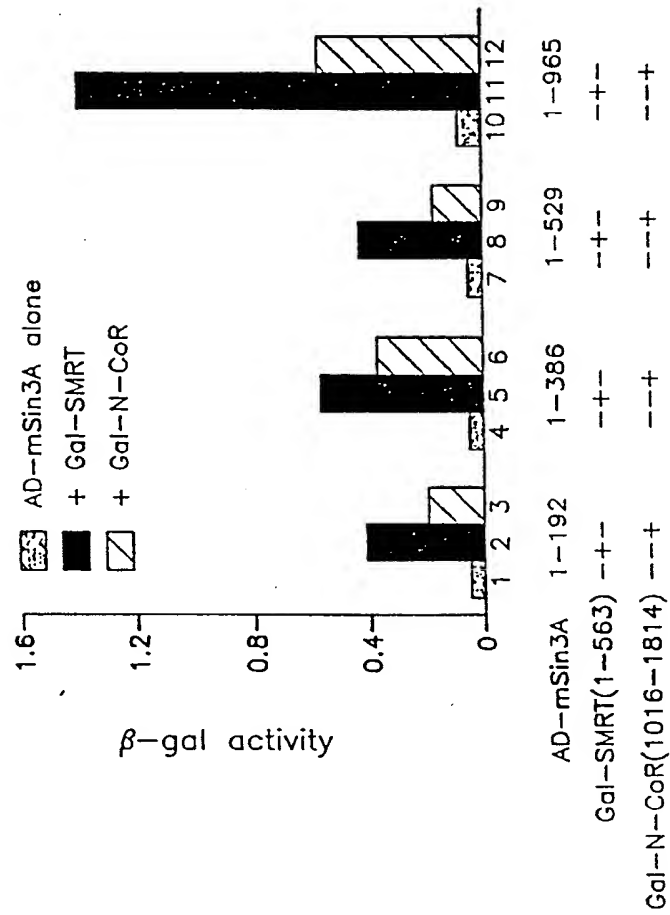 AD-mSin3A alone
+ Gal-SMRT
+ Gal-N-CoR
1.6
1.2
0.8
0.4
0
β-gal activity
1 2 3 4 5 6 7 8 9 10 11 12
AD-mSin3A 1-192 1-386 1-529 1-965
Gal-SMRT(1-563) -+- -+- -+- -+-
Gal-N-CoR(1016-1814) --+ --+ --+ --+